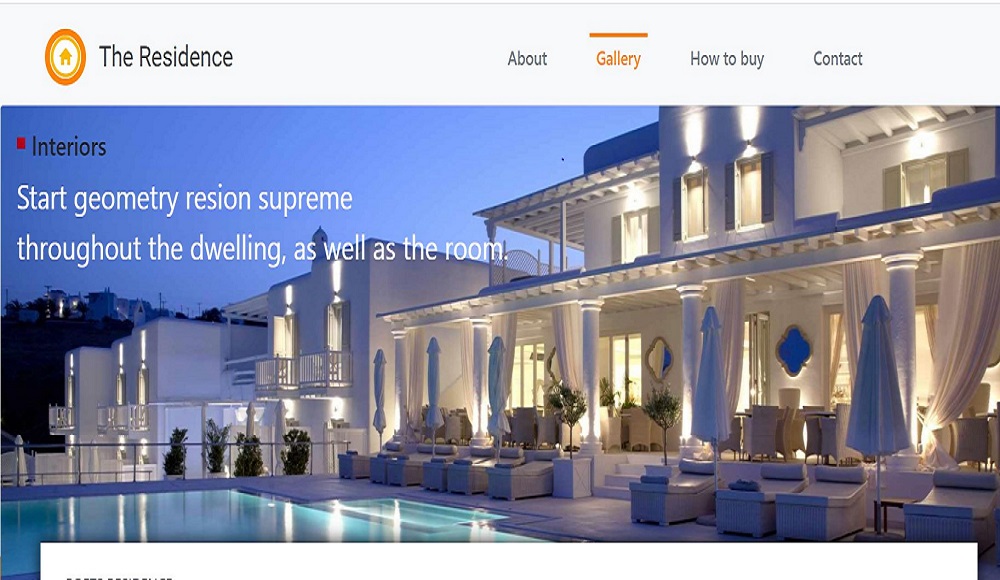 The Residence
About Gallery How to buy Contact
Interiors
Start geometry resion supreme
throughout the dwelling, as well as the room.